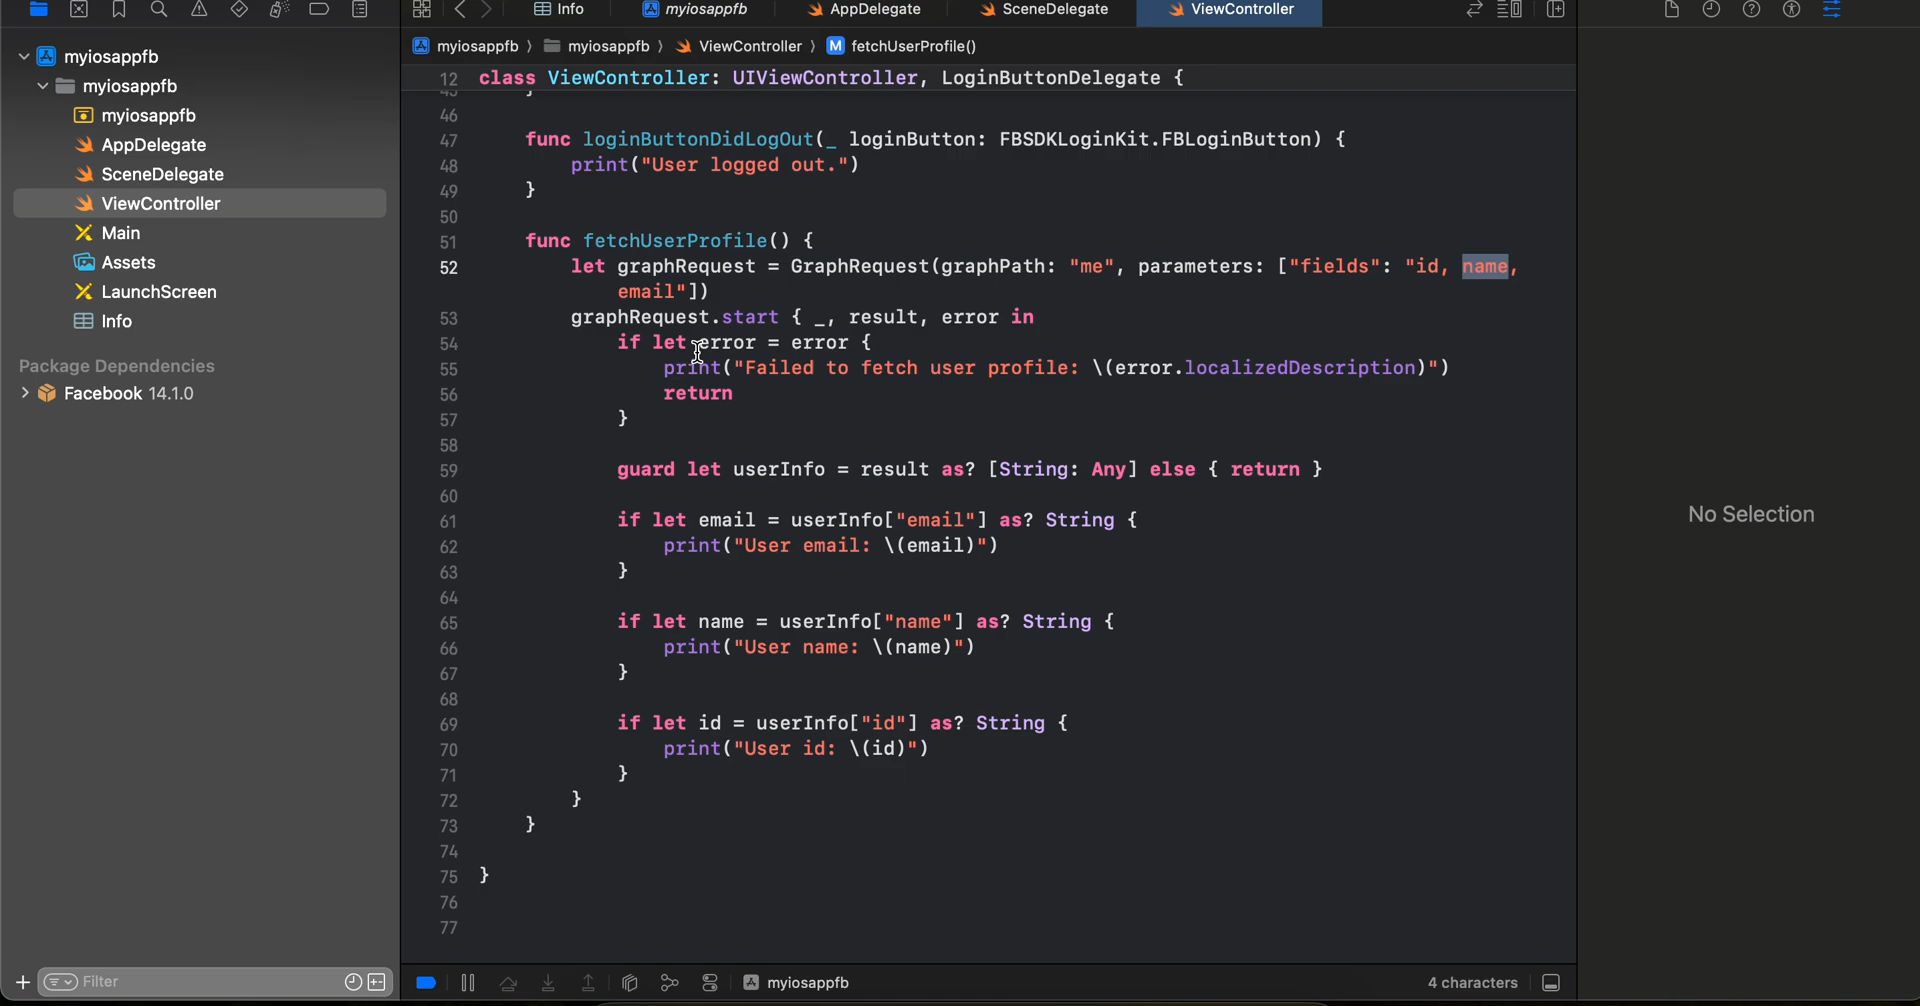 Info
myiosappfb
AppDelegate
SceneDelegate
ViewController
myiosappfb
myiosappfb
myiosappfb
AppDelegate
SceneDelegate
ViewController
Main
Assets
LaunchScreen
Info
Package Dependencies
Facebook 14.1.0
Filter
myiosappfb 〉 myiosappfb 〉 ViewController 〉 M fetchUserProfile()
12 class ViewController: UIViewController, LoginButtonDelegate {
45 }
46
47 func loginButtonDidLogOut(_ loginButton: FBSDKLoginKit.FBLoginButton) {
48 print("User logged out.")
49 }
50
51 func fetchUserProfile() {
52 let graphRequest = GraphRequest(graphPath: "me", parameters: ["fields": "id, name,
email"])
53 graphRequest.start { _, result, error in
54 if let error = error {
55 print("Failed to fetch user profile: \(error.localizedDescription)")
56 return
57 }
58
59 guard let userInfo = result as? [String: Any] else { return }
60
61 if let email = userInfo["email"] as? String {
62 print("User email: \(email)")
63 }
64
65 if let name = userInfo["name"] as? String {
66 print("User name: \(name)")
67 }
68
69 if let id = userInfo["id"] as? String {
70 print("User id: \(id)")
71 }
72 }
73 }
74
75 }
76
77
myiosappfb
4 characters
No Selection